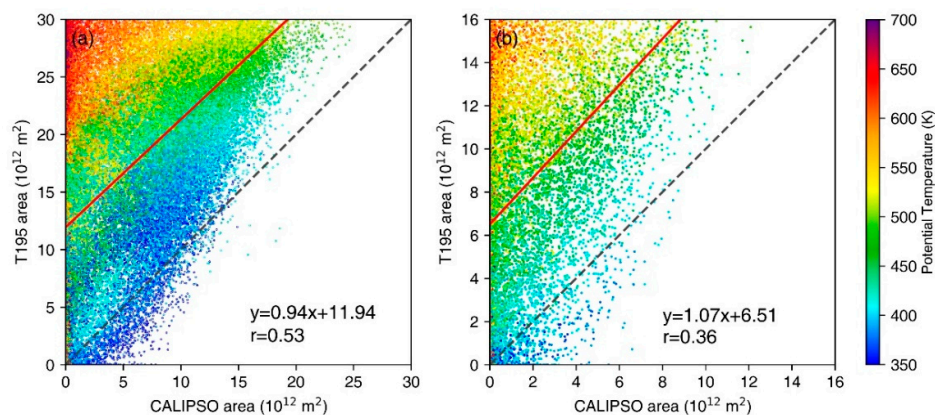 (a)
30
25
20
15
10
5
0
T195 area (10¹² m²)
y=0.94x+11.94
r=0.53
0 5 10 15 20 25 30
CALIPSO area (10¹² m²)
(b)
16
14
12
10
8
6
4
2
0
T195 area (10¹² m²)
y=1.07x+6.51
r=0.36
0 2 4 6 8 10 12 14 16
CALIPSO area (10¹² m²)
700
650
600
550
500
450
400
350
Potential Temperature (K)